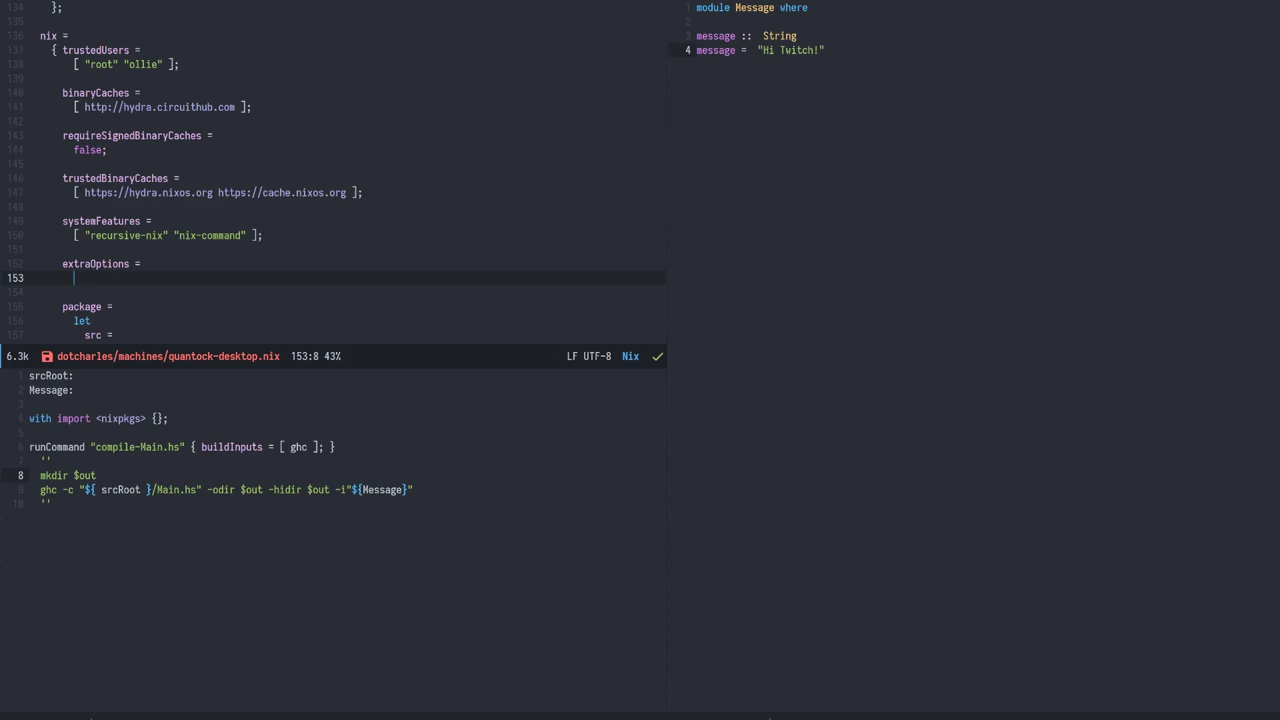 134    };
135
136  nix =
137    { trustedUsers =
138        [ "root" "ollie" ];
139
140      binaryCaches =
141        [ http://hydra.circuithub.com ];
142
143      requireSignedBinaryCaches =
144        false;
145
146      trustedBinaryCaches =
147        [ https://hydra.nixos.org https://cache.nixos.org ];
148
149      systemFeatures =
150        [ "recursive-nix" "nix-command" ];
151
152      extraOptions =
153
154
155      package =
156        let
157          src =
6.3k dotcharles/machines/quantock-desktop.nix 153:8 43% LF UTF-8 Nix
1 srcRoot:
2 Message:
3
4 with import <nixpkgs> {};
5
6 runCommand "compile-Main.hs" { buildInputs = [ ghc ]; }
7   ''
8   mkdir $out
9   ghc -c "${ srcRoot }/Main.hs" -odir $out -hidir $out -i"${Message}"
10   ''
1 module Message where
2
3 message ::  String
4 message =  "Hi Twitch!"